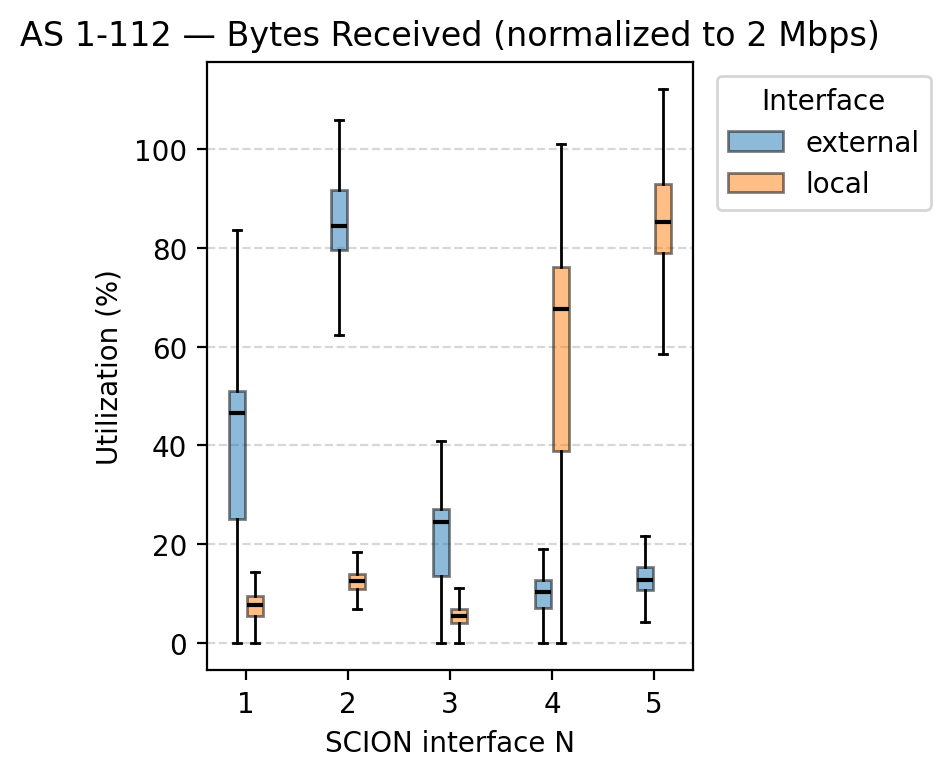 AS 1-112 — Bytes Received (normalized to 2 Mbps)
Interface
external
local
Utilization (%)
100
80
60
40
20
0
1 2 3 4 5
SCION interface N